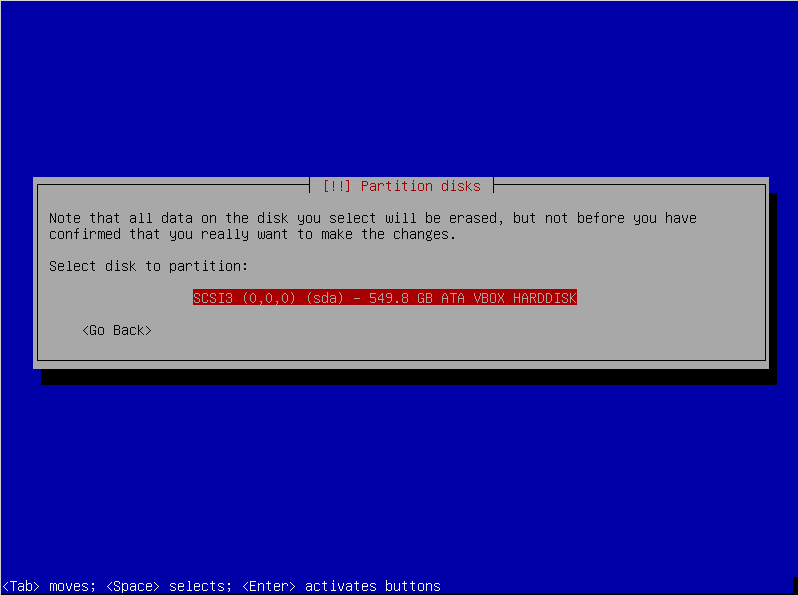 [!!] Partition disks
Note that all data on the disk you select will be erased, but not before you have
confirmed that you really want to make the changes.
Select disk to partition:
SCSI3 (0,0,0) (sda) - 549.8 GB ATA VBOX HARDDISK
<Go Back>
<Tab> moves; <Space> selects; <Enter> activates buttons